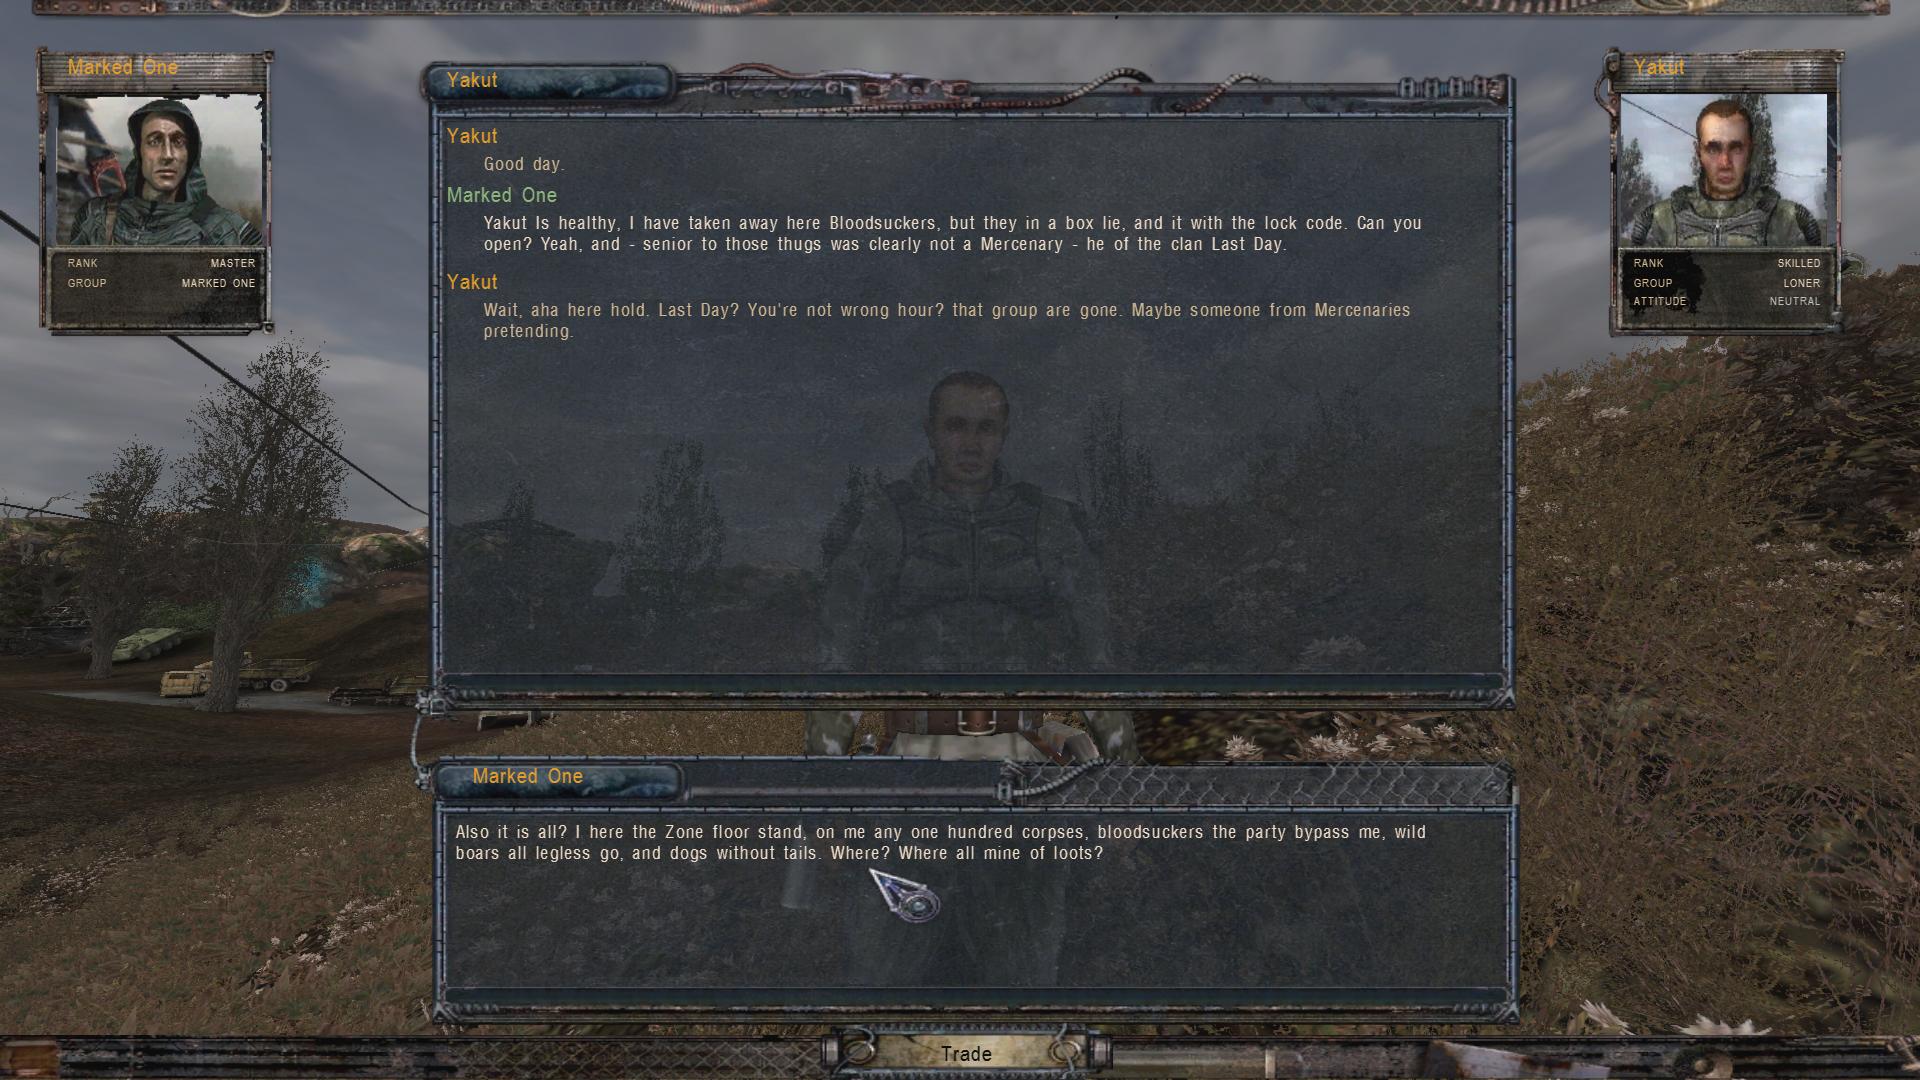 Marked One
RANK MASTER
GROUP MARKED ONE
Yakut
Yakut
Good day.
Marked One
Yakut Is healthy, I have taken away here Bloodsuckers, but they in a box lie, and it with the lock code. Can you
open? Yeah, and - senior to those thugs was clearly not a Mercenary - he of the clan Last Day.
Yakut
Wait, aha here hold. Last Day? You're not wrong hour? that group are gone. Maybe someone from Mercenaries
pretending.
Yakut
RANK SKILLED
GROUP LONER
ATTITUDE NEUTRAL
Marked One
Also it is all? I here the Zone floor stand, on me any one hundred corpses, bloodsuckers the party bypass me, wild
boars all legless go, and dogs without tails. Where? Where all mine of loots?
Trade